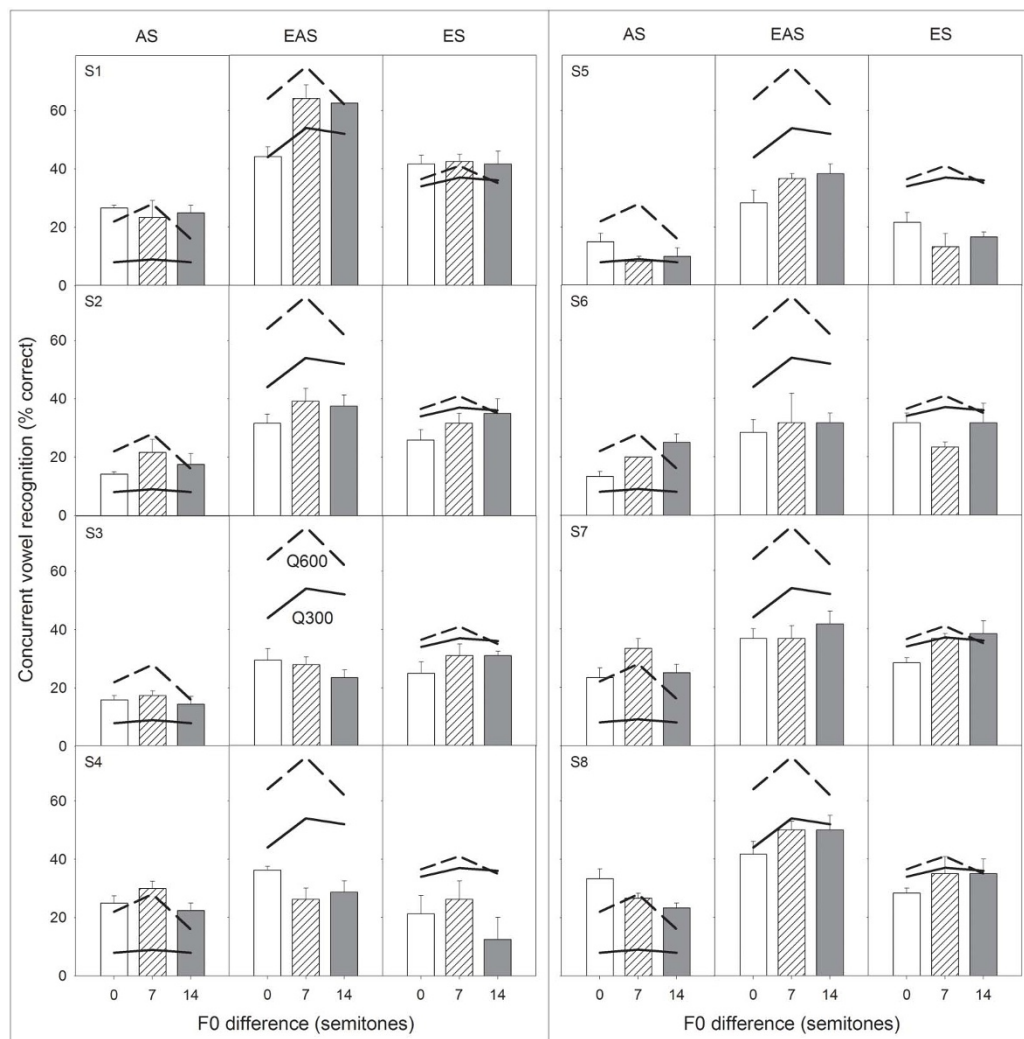 AS EAS ES AS EAS ES
S1 S5
60
40
20
0
S2 S6
60
40
20
0
S3 S7
Q600
60
Q300
40
20
0
S4 S8
60
40
20
0
0 7 14 0 7 14 0 7 14 0 7 14 0 7 14 0 7 14
F0 difference (semitones) F0 difference (semitones)
Concurrent vowel recognition (% correct)